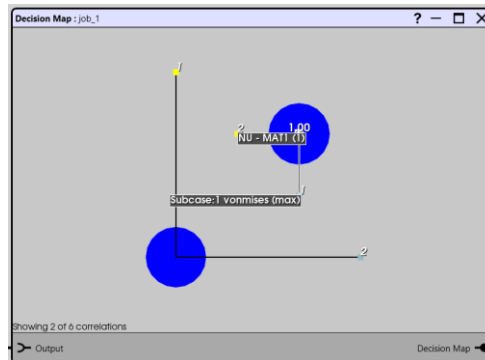 Decision Map : job_1
?
1
2
1.00
NU - MAT1 (1)
1
Subcase:1 vonmises (max)
2
Showing 2 of 6 correlations
Output
Decision Map